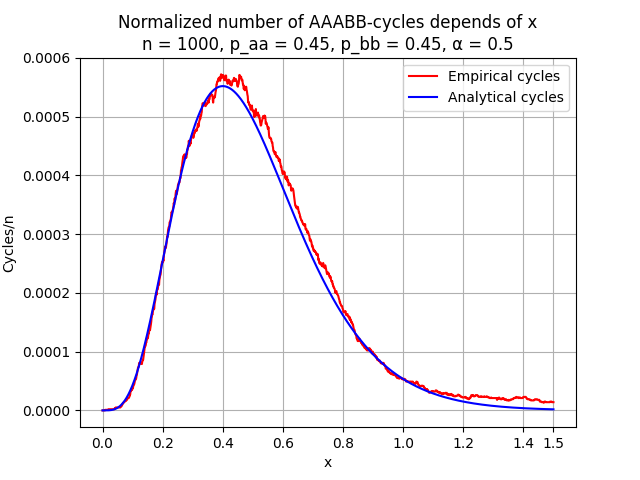 Normalized number of AAABB-cycles depends of x
n = 1000, p_aa = 0.45, p_bb = 0.45, α = 0.5
Empirical cycles
Analytical cycles
Cycles/n
0.0006
0.0005
0.0004
0.0003
0.0002
0.0001
0.0000
0.0 0.2 0.4 0.6 0.8 1.0 1.2 1.4 1.5
x